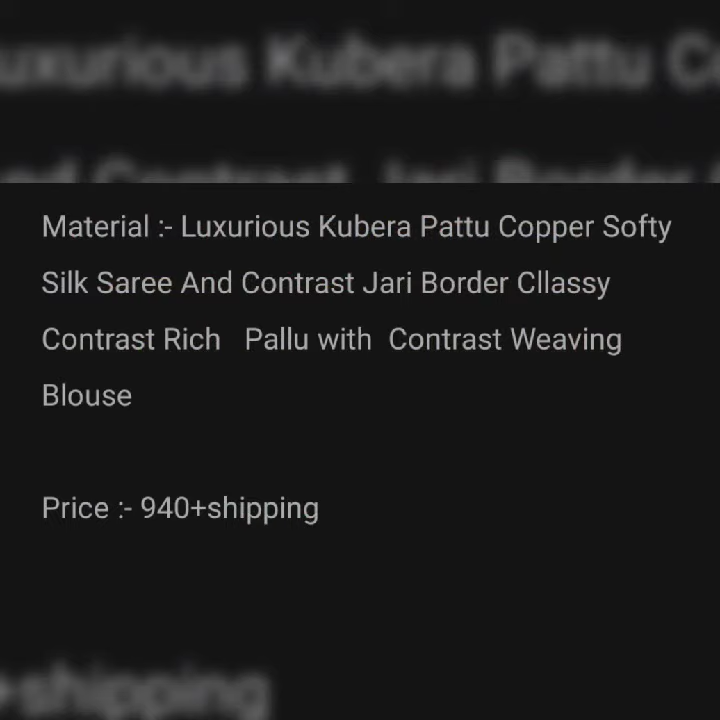 Material :- Luxurious Kubera Pattu Copper Softy
Silk Saree And Contrast Jari Border Cllassy
Contrast Rich   Pallu with  Contrast Weaving
Blouse
Price :- 940+shipping